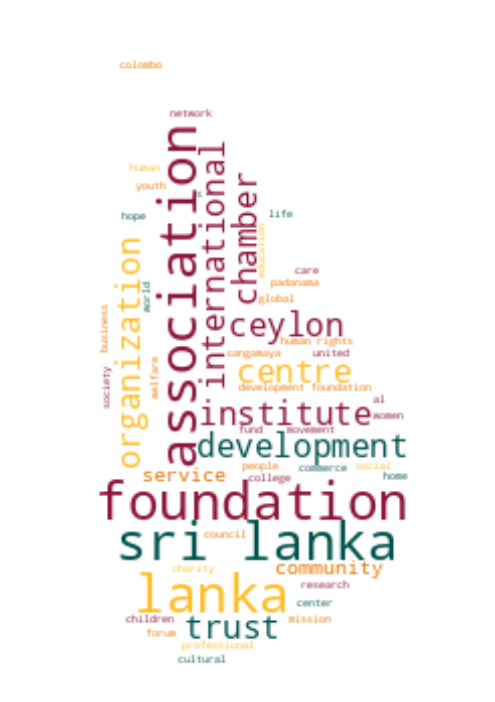 colombo
network
association
international
human
youth
chamber
hope
life
education
organization
world
care
padanama
global
business
ceylon
human rights
sangamaya
united
welfare
society
centre
development foundation
al
institute
women
fund
movement
development
people
commerce
social
service
college
home
foundation
sri lanka
council
charity
community
lanka
research
center
children
mission
trust
forum
professional
cultural